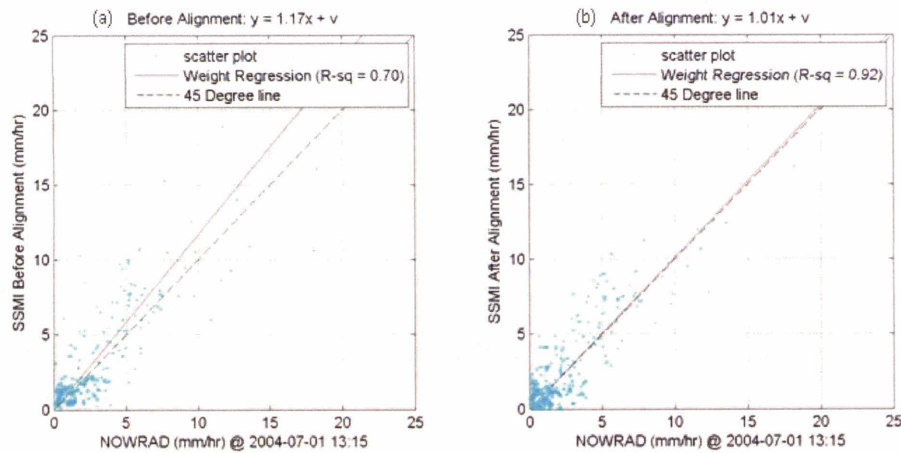 (a) Before Alignment: y = 1.17x + v
25
20
15
10
5
0
SSMI Before Alignment (mm/hr)
scatter plot
Weight Regression (R-sq = 0.70)
45 Degree line
0 5 10 15 20 25
NOWRAD (mm/hr) @ 2004-07-01 13:15
(b) After Alignment: y = 1.01x + v
25
20
15
10
5
0
SSMI After Alignment (mm/hr)
scatter plot
Weight Regression (R-sq = 0.92)
45 Degree line
0 5 10 15 20 25
NOWRAD (mm/hr) @ 2004-07-01 13:15